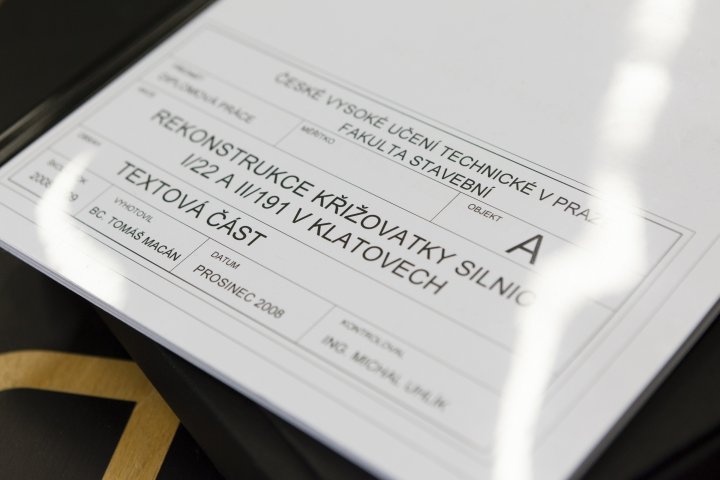 ČESKÉ VYSOKÉ UČENÍ TECHNICKÉ V PRAZE
FAKULTA STAVEBNÍ
DIPLOMOVÁ PRÁCE
MĚŘÍTKO
OBJEKT
A
REKONSTRUKCE KŘIŽOVATKY SILNIC
I/22 A II/191 V KLATOVECH
TEXTOVÁ ČÁST
VYHOTOVIL
BC. TOMÁŠ MACÁN
DATUM
PROSINEC 2008
KONTROLOVAL
ING. MICHAL UHLÍK